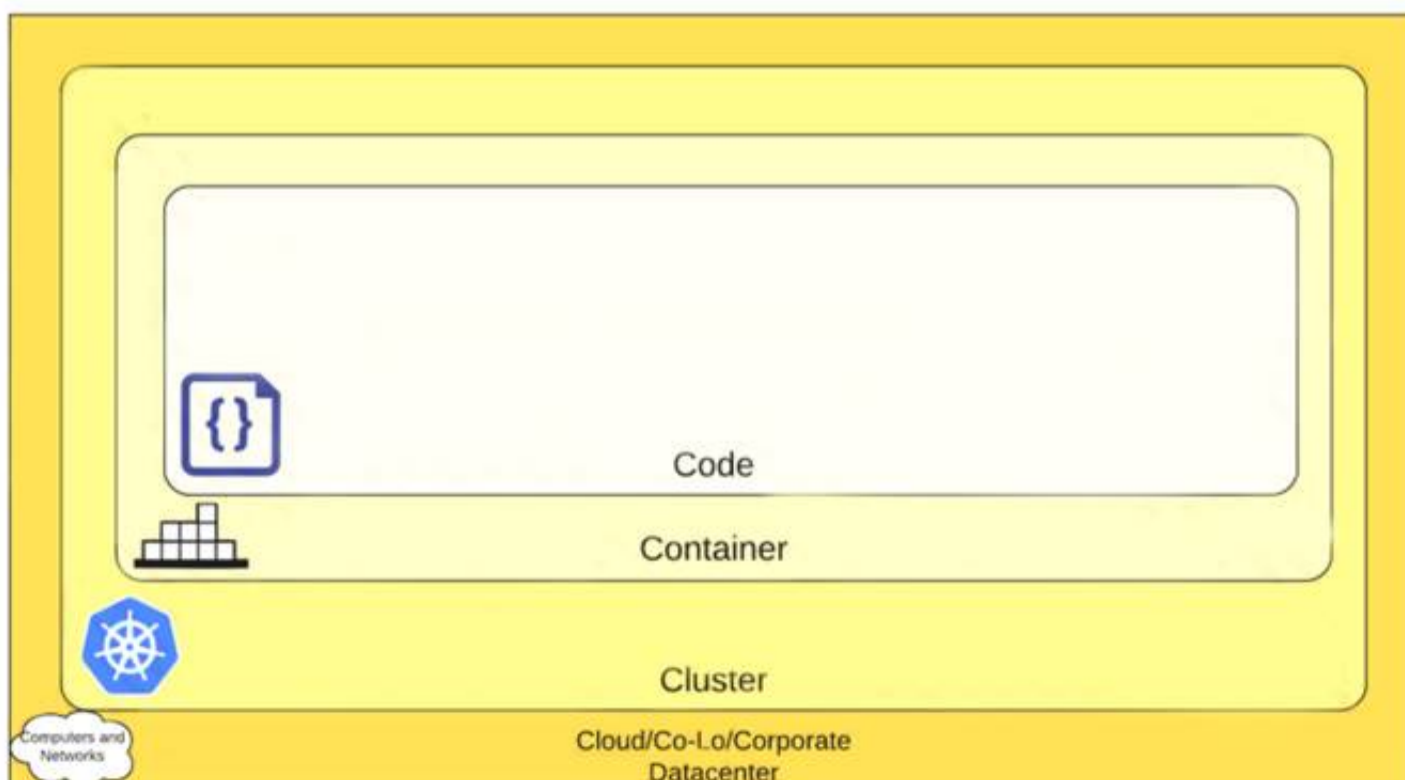 {}
Code
Container
Cluster
Computers and
Networks
Cloud/Co-Lo/Corporate
Datacenter